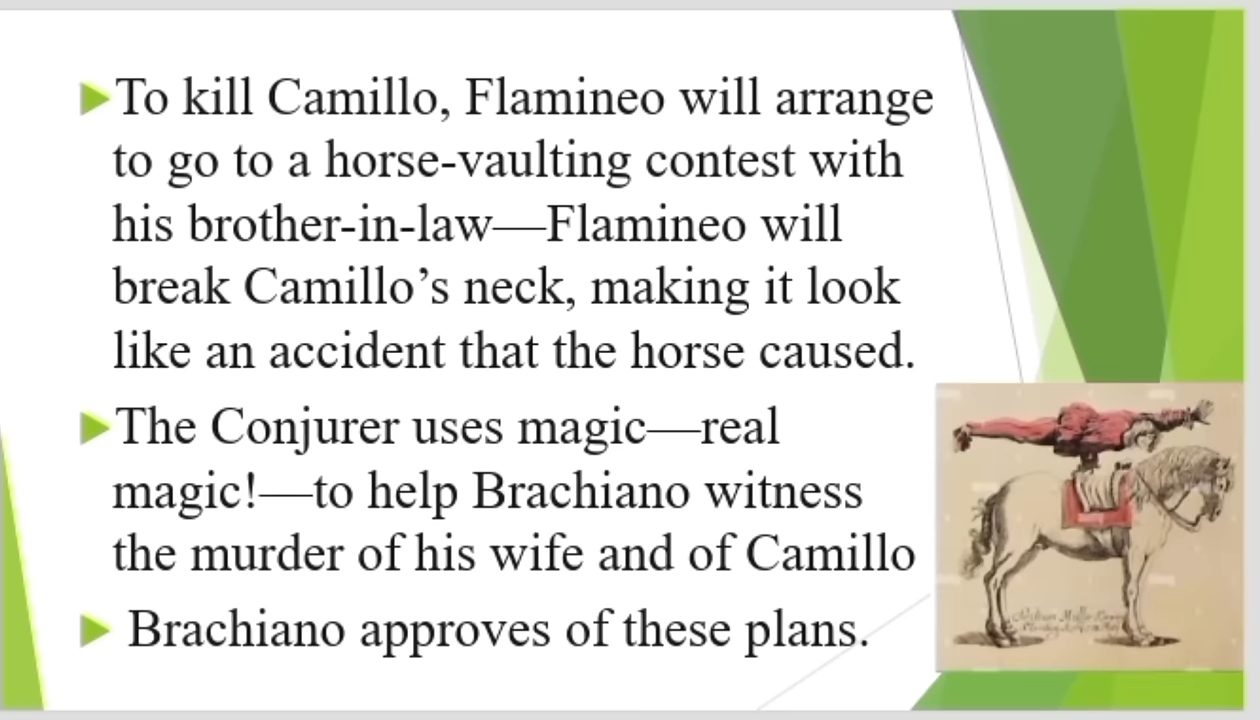 To kill Camillo, Flamineo will arrange
to go to a horse-vaulting contest with
his brother-in-law—Flamineo will
break Camillo’s neck, making it look
like an accident that the horse caused.
The Conjurer uses magic—real
magic!—to help Brachiano witness
the murder of his wife and of Camillo
Brachiano approves of these plans.